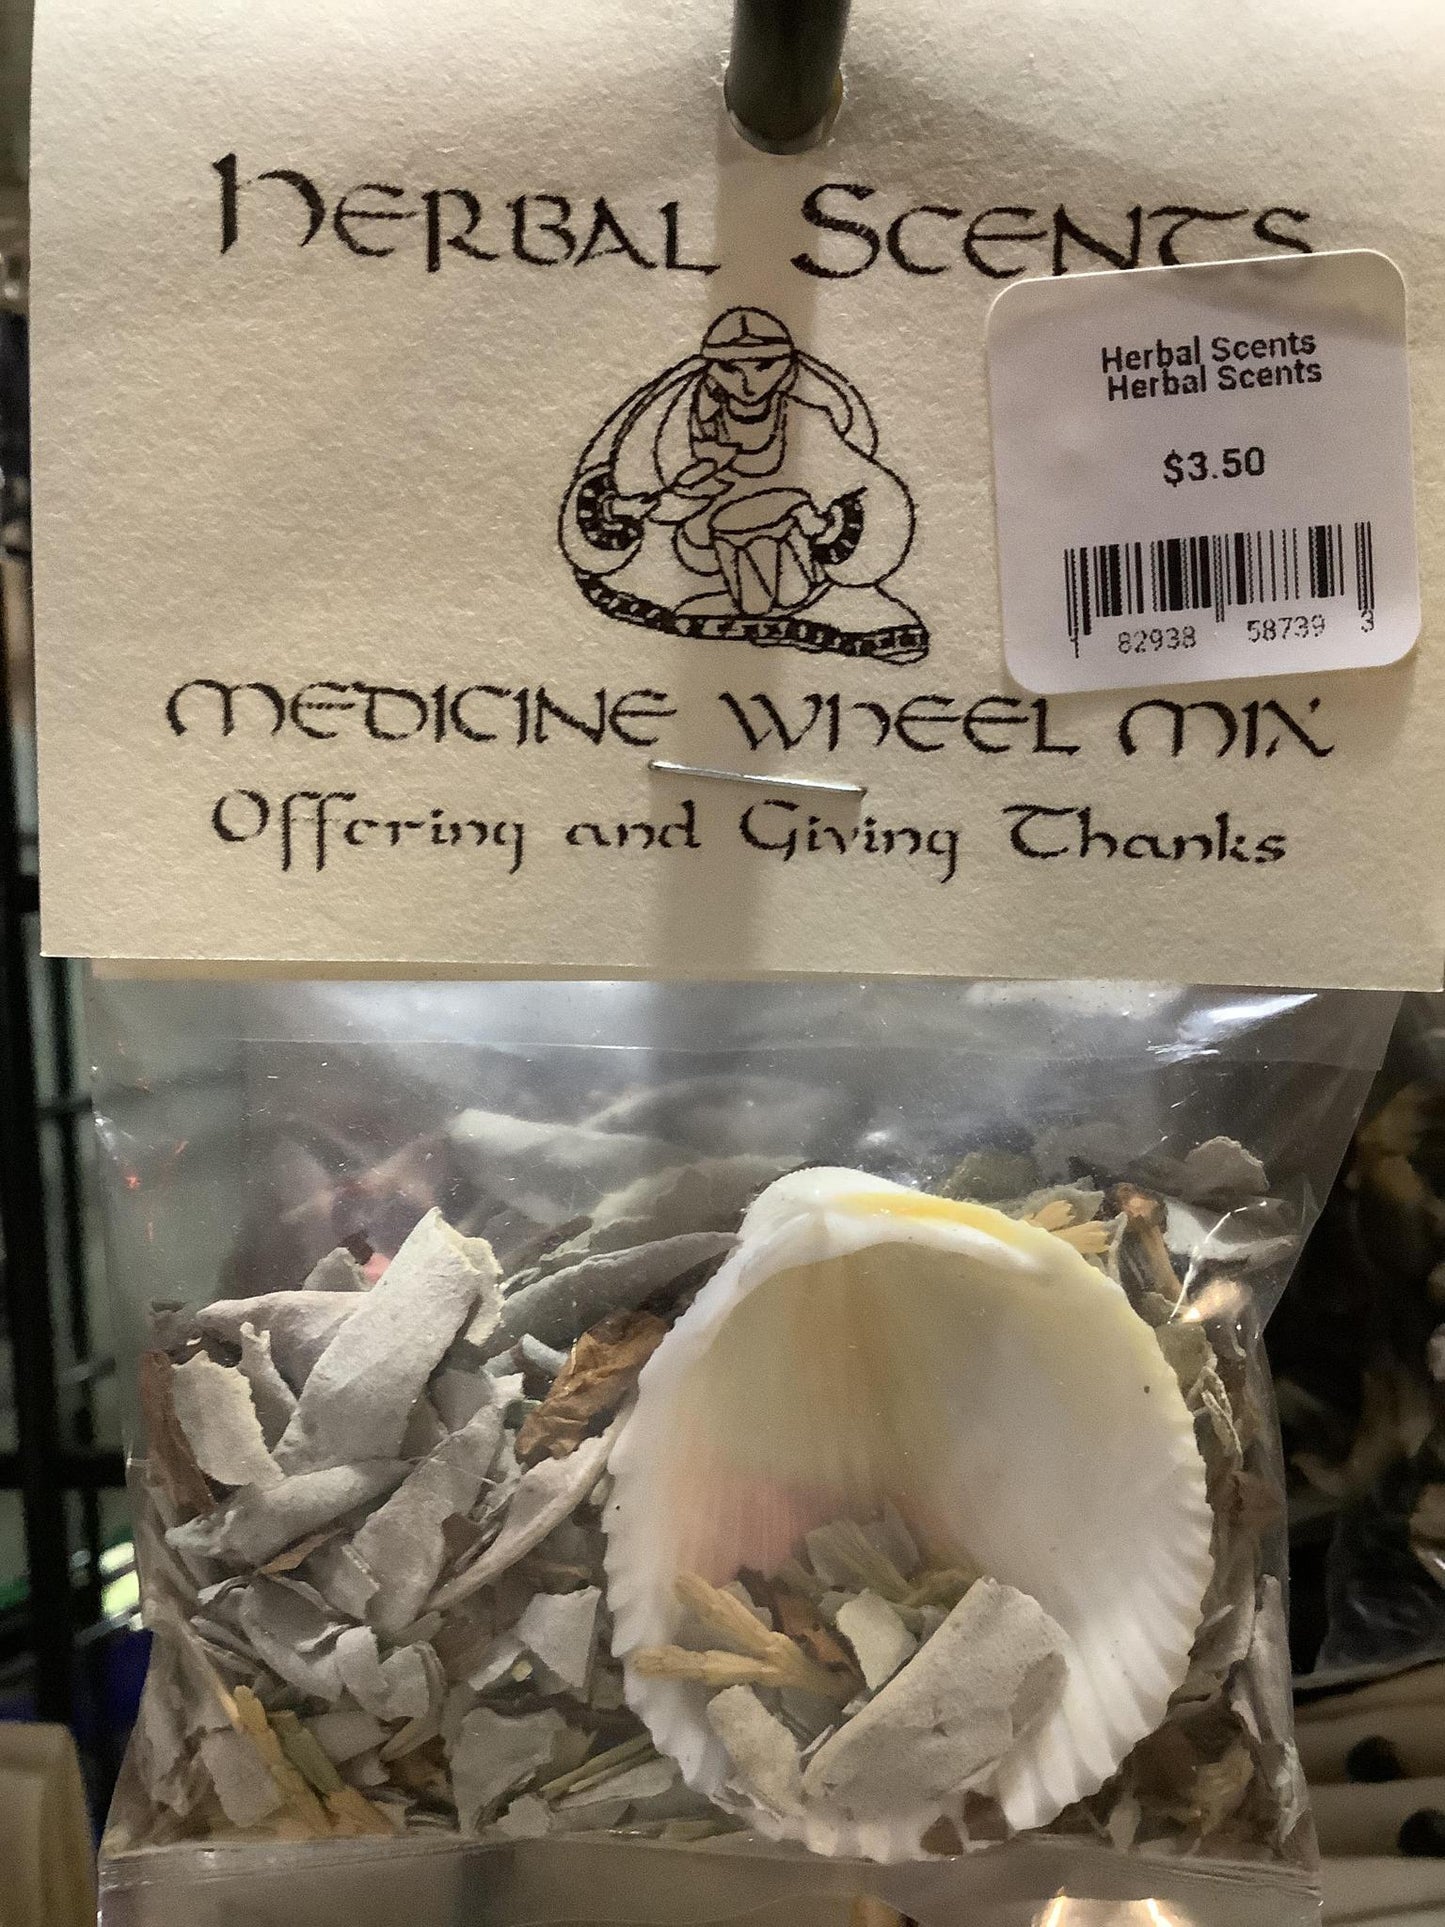 Herbal Scents
Herbal Scents
Herbal Scents
$3.50
1 82938 58739 3
Medicine Wheel Mix
Offering and Giving Thanks